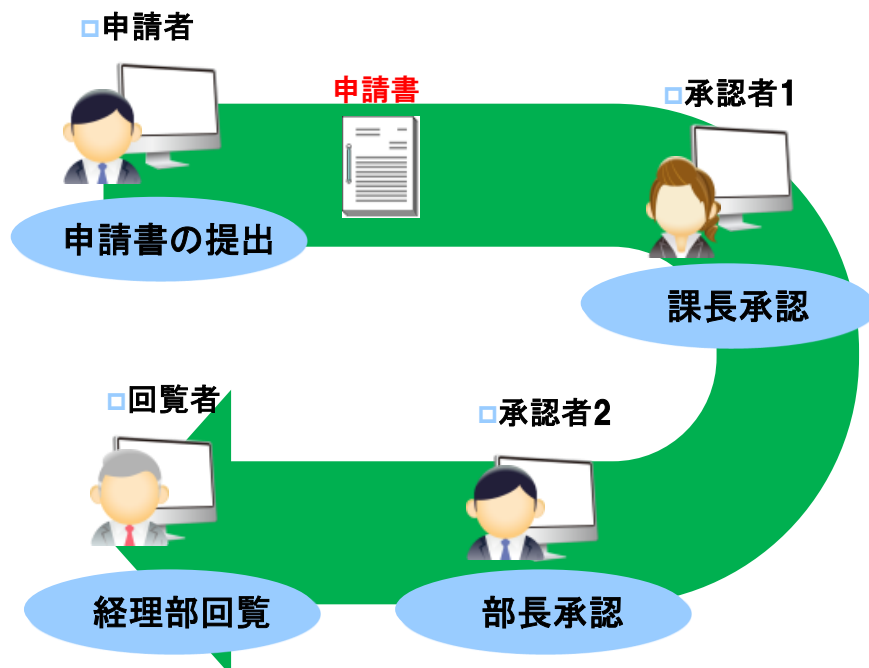 申請者
申請書
承認者1
申請書の提出
課長承認
回覧者
承認者2
経理部回覧
部長承認